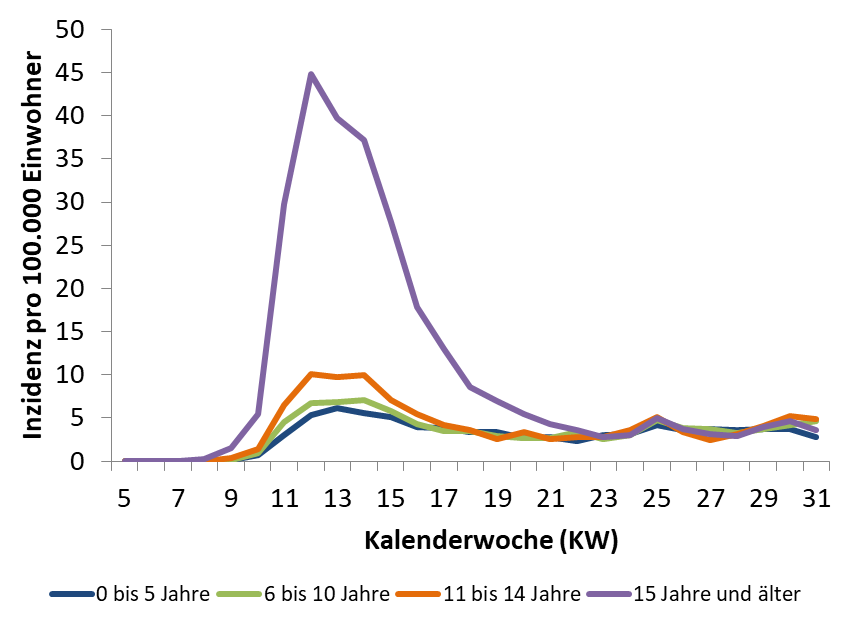 Inzidenz pro 100.000 Einwohner
50
45
40
35
30
25
20
15
10
5
0
5 7 9 11 13 15 17 19 21 23 25 27 29 31
Kalenderwoche (KW)
0 bis 5 Jahre 6 bis 10 Jahre 11 bis 14 Jahre 15 Jahre und älter